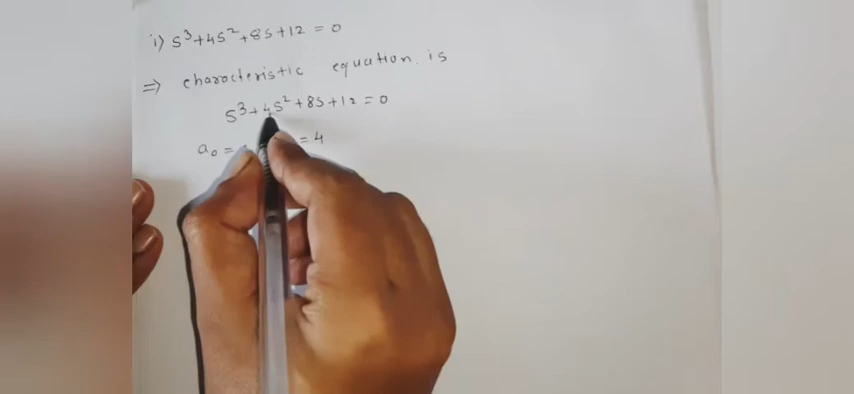 i) s³+4s²+8s+12 = 0
⇒ characteristic equation. is
s³+4s²+8s+12 = 0
a₀ = = 4